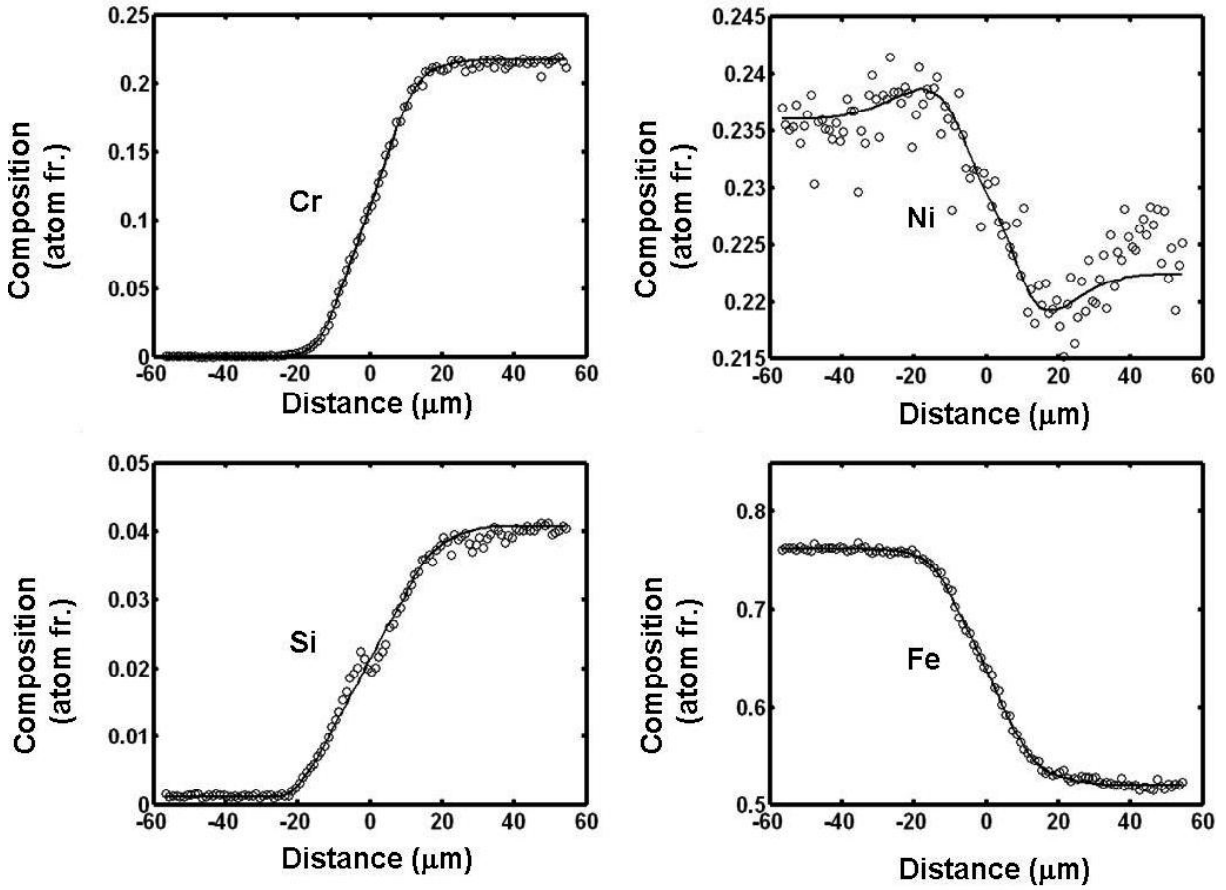 0.25
0.2
0.15
0.1
0.05
0
-60 -40 -20 0 20 40 60
Composition
(atom fr.)
Cr
Distance (μm)
0.245
0.24
0.235
0.23
0.225
0.22
0.215
-60 -40 -20 0 20 40 60
Composition
(atom fr.)
Ni
Distance (μm)
0.05
0.04
0.03
0.02
0.01
0
-60 -40 -20 0 20 40 60
Composition
(atom fr.)
Si
Distance (μm)
0.8
0.7
0.6
0.5
-60 -40 -20 0 20 40 60
Composition
(atom fr.)
Fe
Distance (μm)